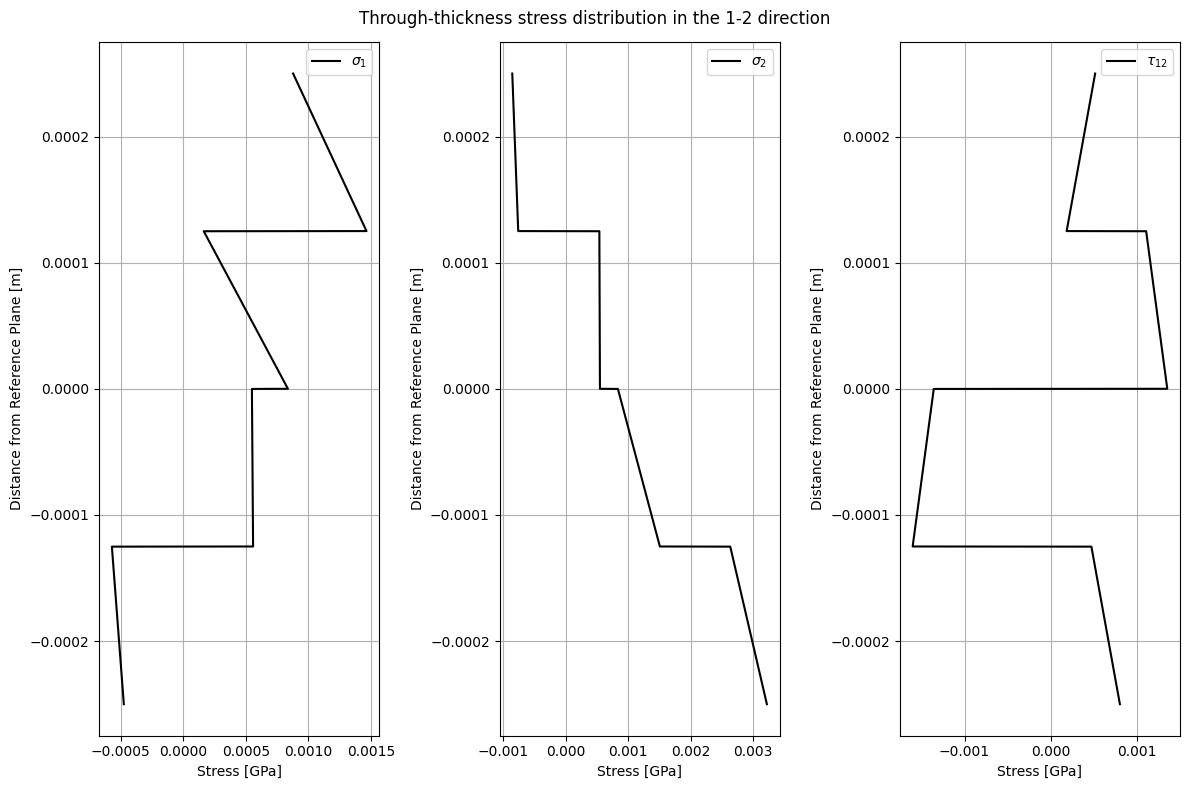 Through-thickness stress distribution in the 1-2 direction
σ₁
0.0002
0.0001
0.0000
−0.0001
−0.0002
Distance from Reference Plane [m]
−0.0005 0.0000 0.0005 0.0010 0.0015
Stress [GPa]
σ₂
0.0002
0.0001
0.0000
−0.0001
−0.0002
Distance from Reference Plane [m]
−0.001 0.000 0.001 0.002 0.003
Stress [GPa]
τ₁₂
0.0002
0.0001
0.0000
−0.0001
−0.0002
Distance from Reference Plane [m]
−0.001 0.000 0.001
Stress [GPa]